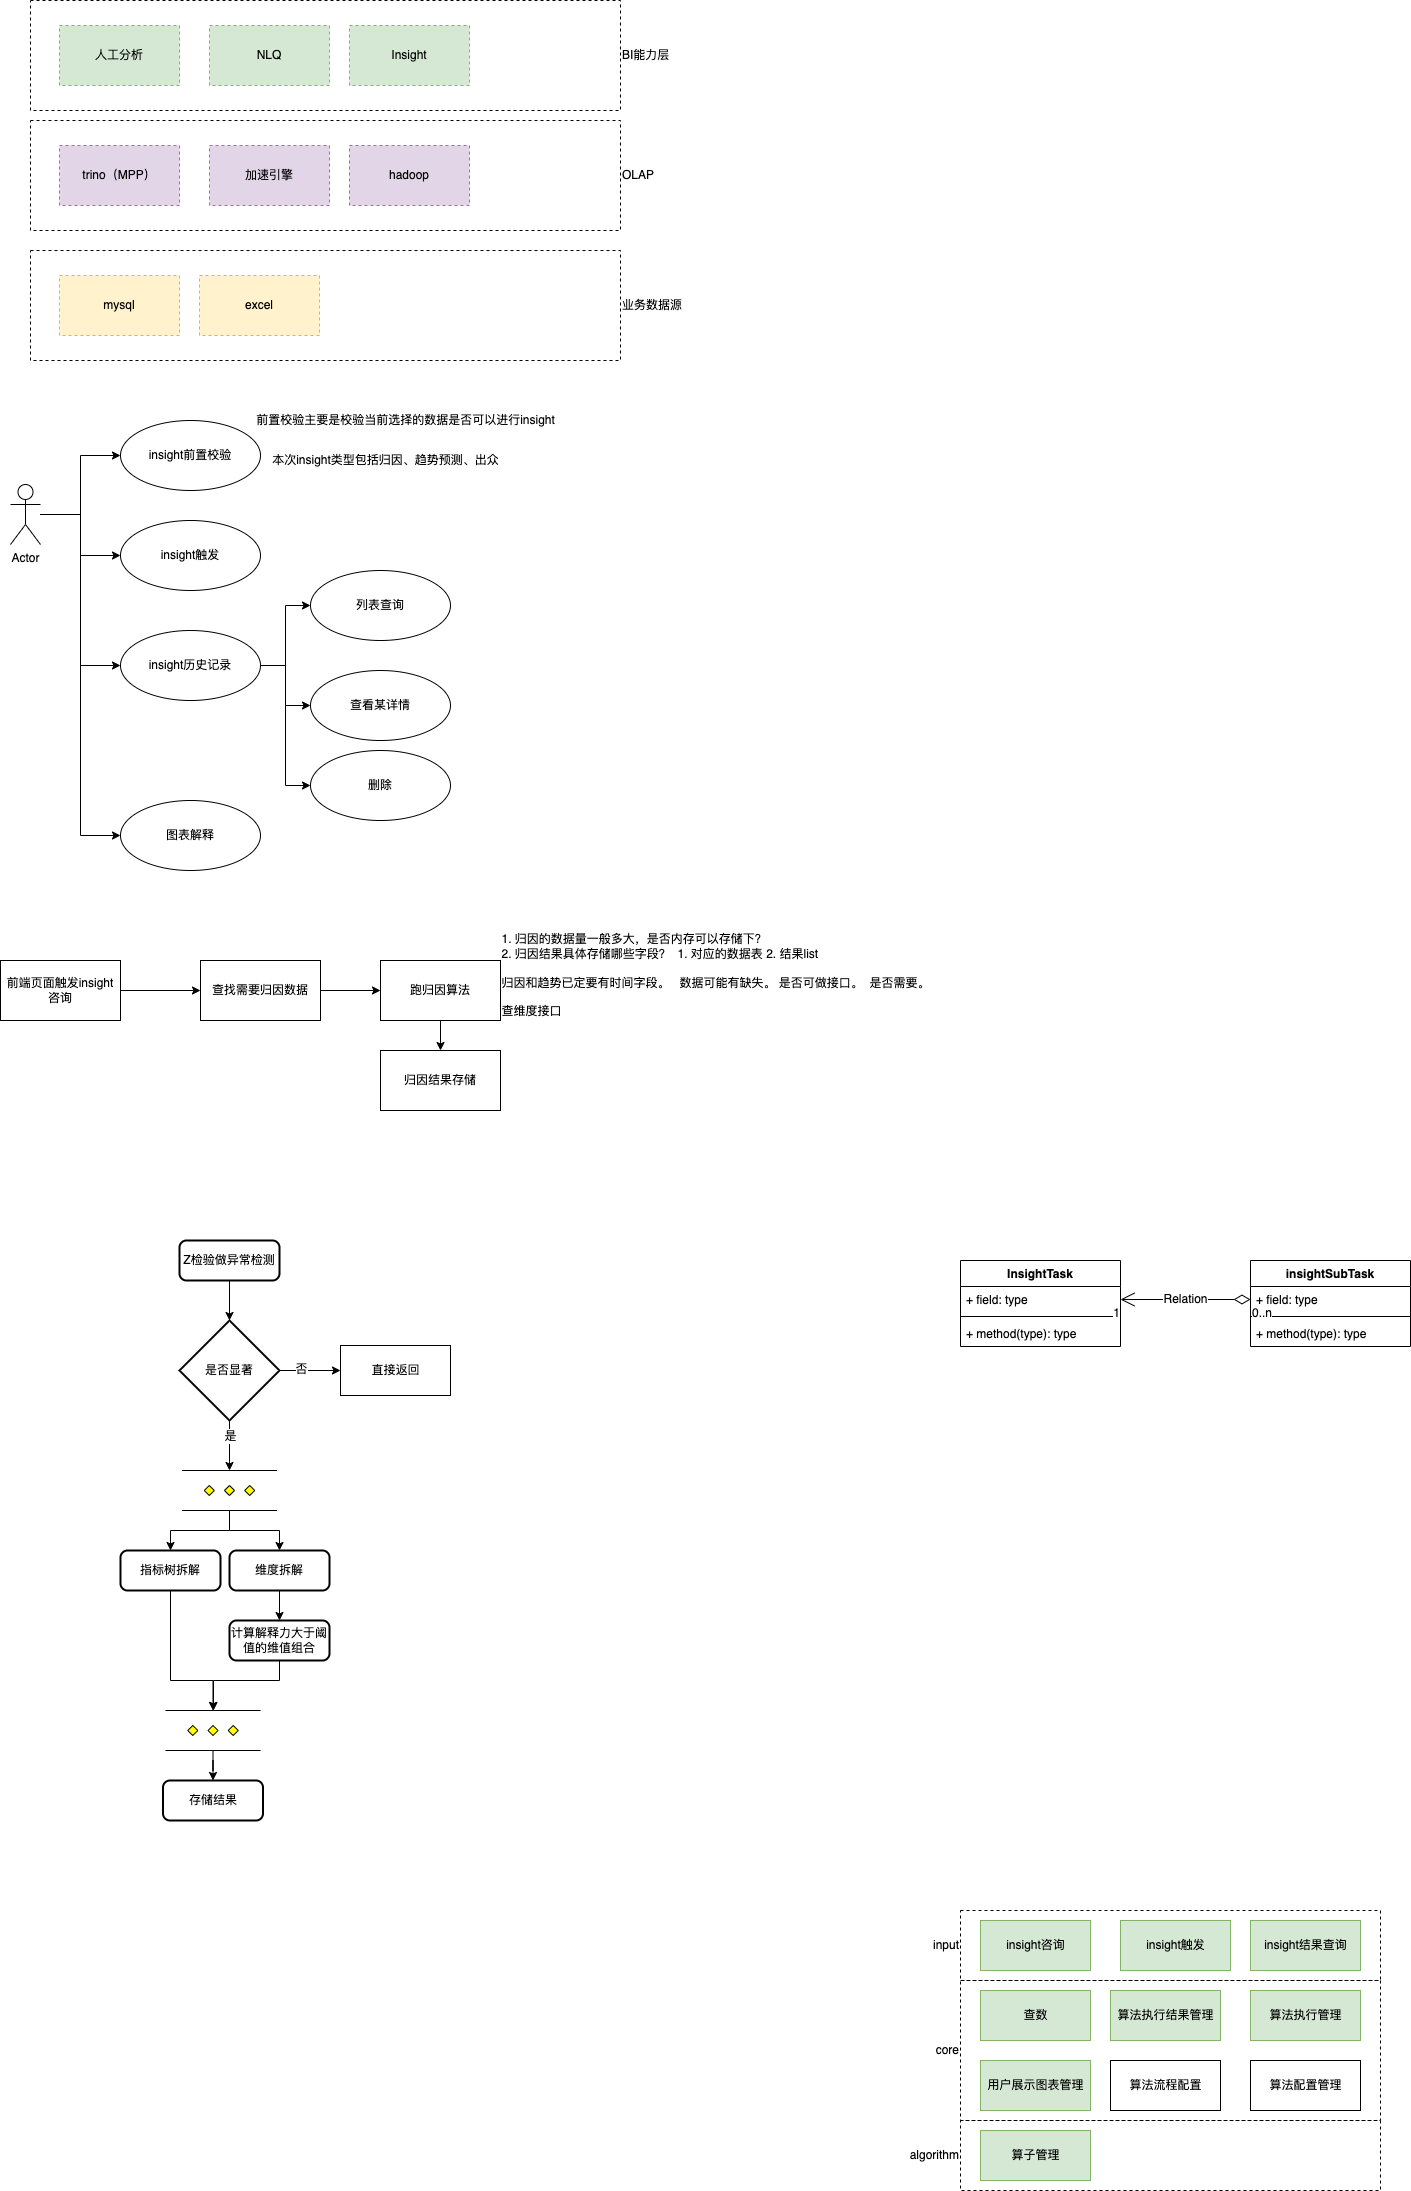 人工分析
NLQ
Insight
BI能力层
trino（MPP）
加速引擎
hadoop
OLAP
mysql
excel
业务数据源
前置校验主要是校验当前选择的数据是否可以进行insight
insight前置校验
本次insight类型包括归因、趋势预测、出众
Actor
insight触发
列表查询
insight历史记录
查看某详情
删除
图表解释
1. 归因的数据量一般多大，是否内存可以存储下？
2. 归因结果具体存储哪些字段？ 1. 对应的数据表 2. 结果list
归因和趋势已定要有时间字段。 数据可能有缺失。 是否可做接口。 是否需要。
查维度接口
前端页面触发insight
咨询
查找需要归因数据
跑归因算法
归因结果存储
Z检验做异常检测
是否显著
否
直接返回
是
指标树拆解
维度拆解
计算解释力大于阈
值的维值组合
存储结果
InsightTask
+ field: type
1
+ method(type): type
Relation
insightSubTask
+ field: type
0..n
+ method(type): type
input
insight咨询
insight触发
insight结果查询
core
查数
算法执行结果管理
算法执行管理
用户展示图表管理
算法流程配置
算法配置管理
algorithm
算子管理